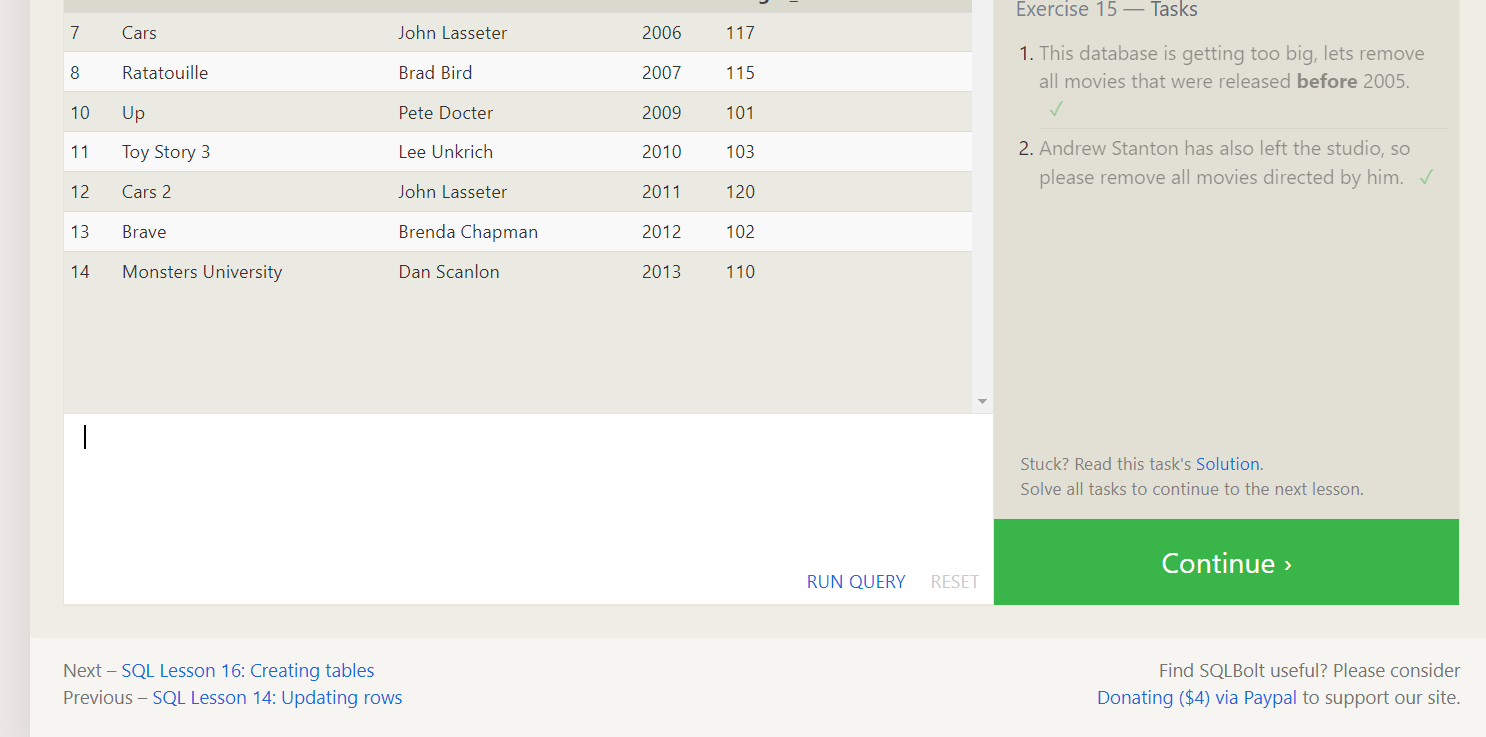 Exercise 15 — Tasks
7 Cars John Lasseter 2006 117
8 Ratatouille Brad Bird 2007 115
10 Up Pete Docter 2009 101
11 Toy Story 3 Lee Unkrich 2010 103
12 Cars 2 John Lasseter 2011 120
13 Brave Brenda Chapman 2012 102
14 Monsters University Dan Scanlon 2013 110
1. This database is getting too big, lets remove
all movies that were released before 2005.
✓
2. Andrew Stanton has also left the studio, so
please remove all movies directed by him. ✓
Stuck? Read this task's Solution.
Solve all tasks to continue to the next lesson.
RUN QUERY RESET
Continue ›
Next – SQL Lesson 16: Creating tables
Previous – SQL Lesson 14: Updating rows
Find SQLBolt useful? Please consider
Donating ($4) via Paypal to support our site.